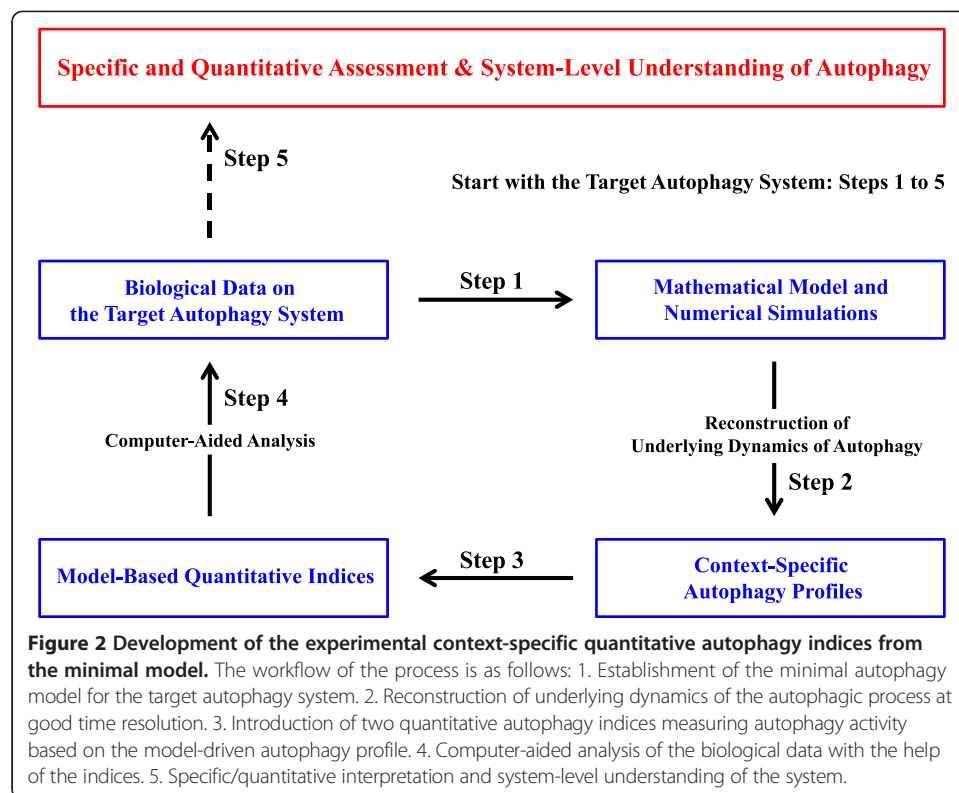 Specific and Quantitative Assessment & System-Level Understanding of Autophagy
Step 5
Start with the Target Autophagy System: Steps 1 to 5
Biological Data on
the Target Autophagy System
Step 1
Mathematical Model and
Numerical Simulations
Step 4
Computer-Aided Analysis
Reconstruction of
Underlying Dynamics of Autophagy
Step 2
Model-Based Quantitative Indices
Step 3
Context-Specific
Autophagy Profiles
Figure 2 Development of the experimental context-specific quantitative autophagy indices from
the minimal model. The workflow of the process is as follows: 1. Establishment of the minimal autophagy
model for the target autophagy system. 2. Reconstruction of underlying dynamics of the autophagic process at
good time resolution. 3. Introduction of two quantitative autophagy indices measuring autophagy activity
based on the model-driven autophagy profile. 4. Computer-aided analysis of the biological data with the help
of the indices. 5. Specific/quantitative interpretation and system-level understanding of the system.